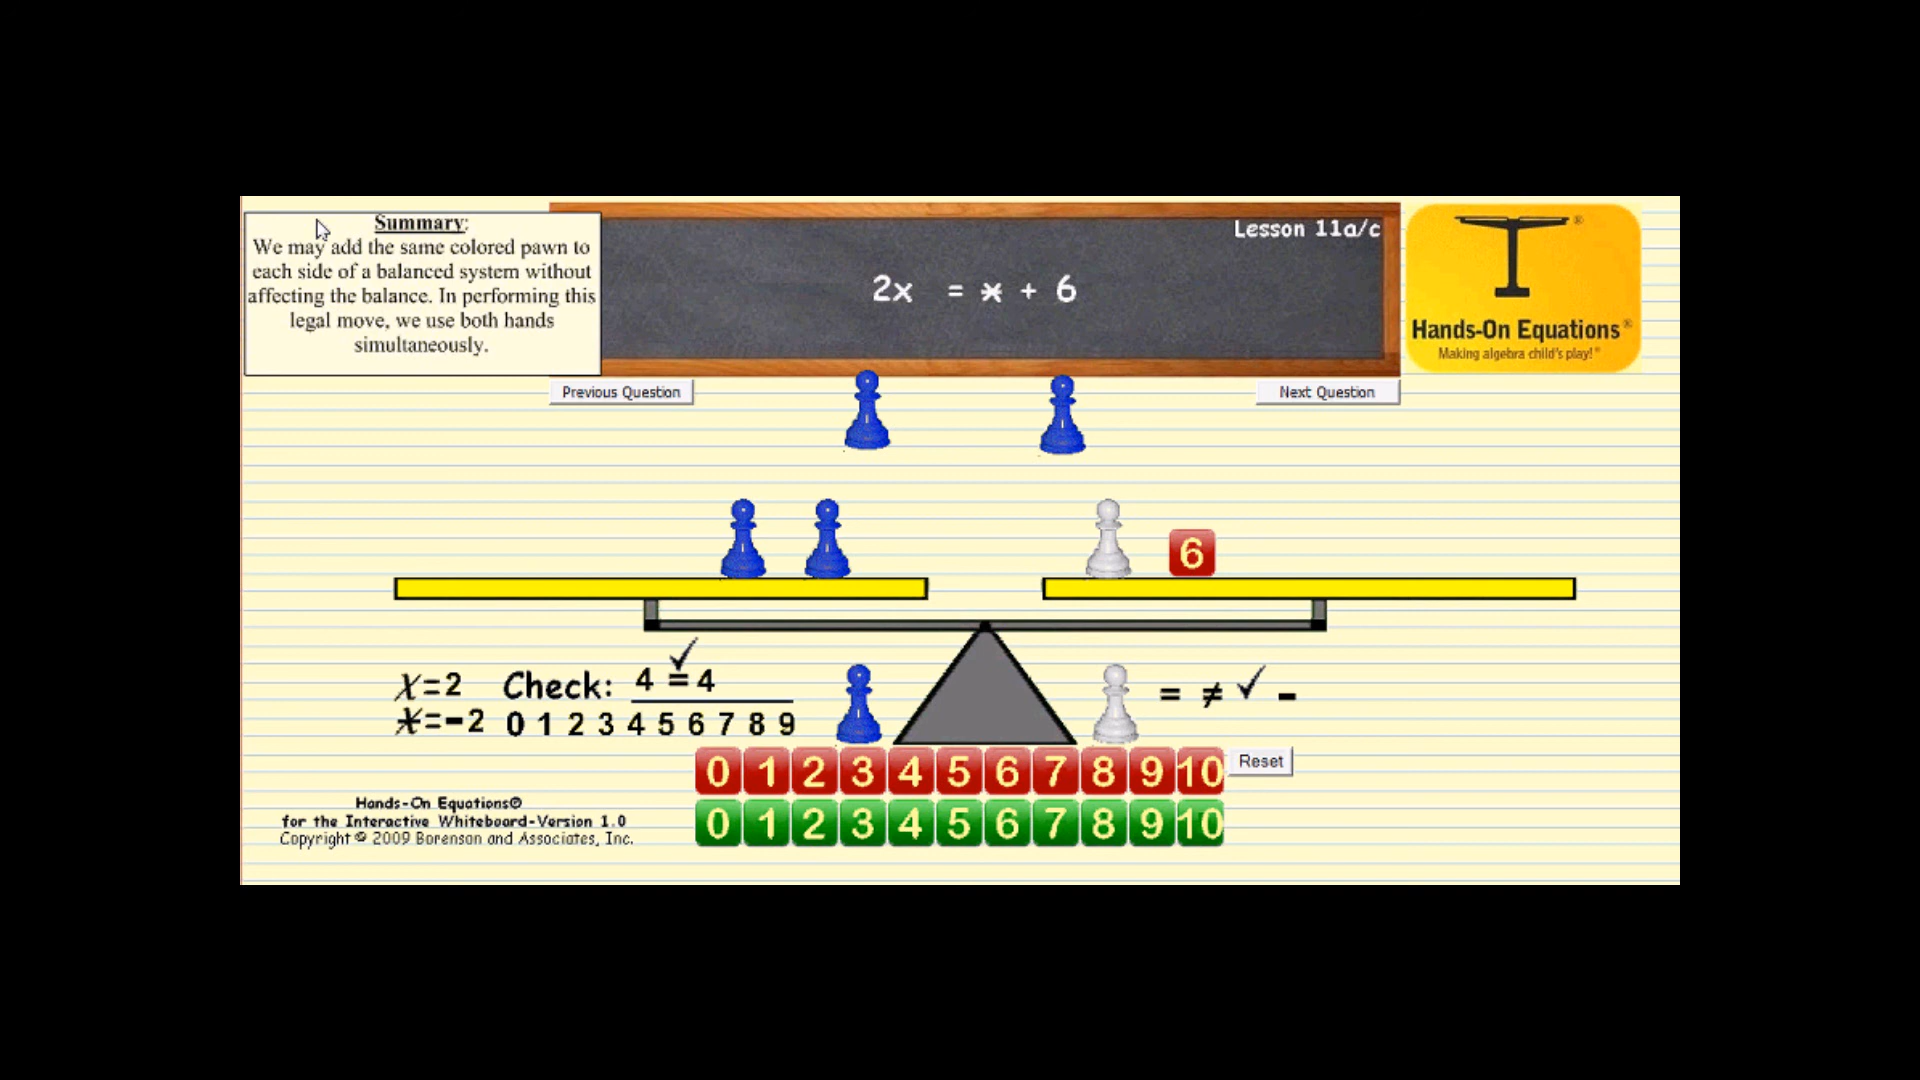 Summary:
We may add the same colored pawn to
each side of a balanced system without
affecting the balance. In performing this
legal move, we use both hands
simultaneously.
Lesson 11a/c
2x = x̶ + 6
Hands-On Equations®
Making algebra child's play!®
Previous Question
Next Question
6
x=2 Check: 4 = 4 ✓
x̶=-2 0 1 2 3 4 5 6 7 8 9
= ≠ ✓ -
0 1 2 3 4 5 6 7 8 9 10
Reset
0 1 2 3 4 5 6 7 8 9 10
Hands-On Equations©
for the Interactive Whiteboard-Version 1.0
Copyright © 2009 Borenson and Associates, Inc.